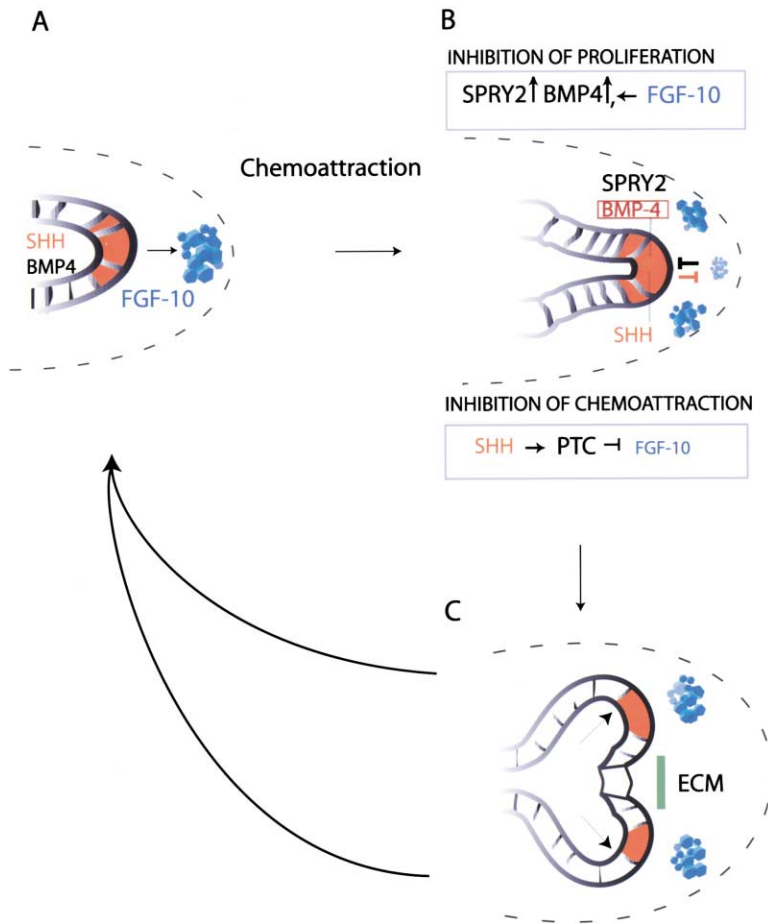 A
Chemoattraction
SHH
BMP4
FGF-10
B
INHIBITION OF PROLIFERATION
SPRY2↑ BMP4↑, ← FGF-10
SPRY2
BMP-4
SHH
INHIBITION OF CHEMOATTRACTION
SHH → PTC ⊣ FGF-10
C
ECM